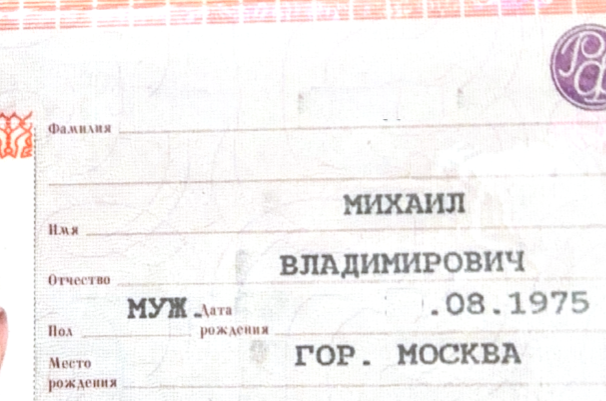 Фамилия
МИХАИЛ
Имя
ВЛАДИМИРОВИЧ
Отчество
МУЖ. Дата .08.1975
Пол рождения
ГОР. МОСКВА
Место
рождения